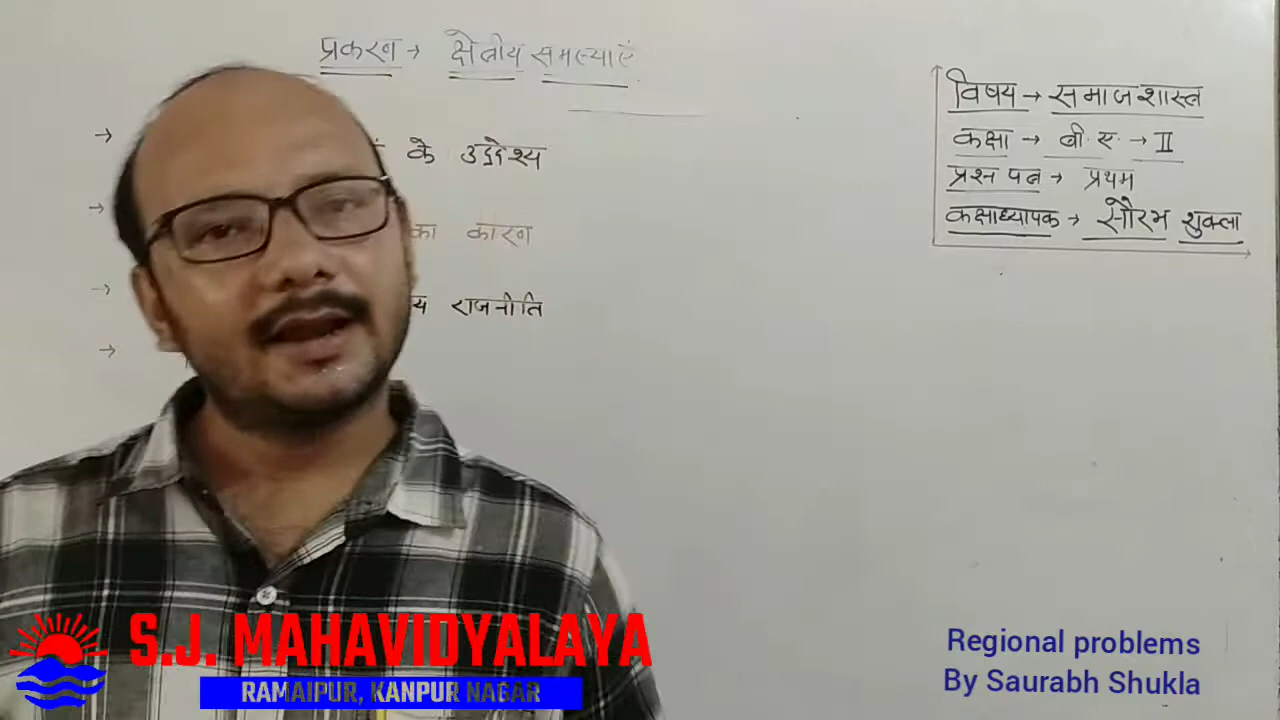 प्रकरण → क्षेत्रीय समस्याएं
→ के उद्देश्य
→ का कारण
→ राजनीति
→
विषय → समाजशास्त्र
कक्षा → बी. ए. → II
प्रश्न पत्र → प्रथम
कक्षाध्यापक → सौरभ शुक्ला
S.J. MAHAVIDYALAYA
RAMAIPUR, KANPUR NAGAR
Regional problems
By Saurabh Shukla